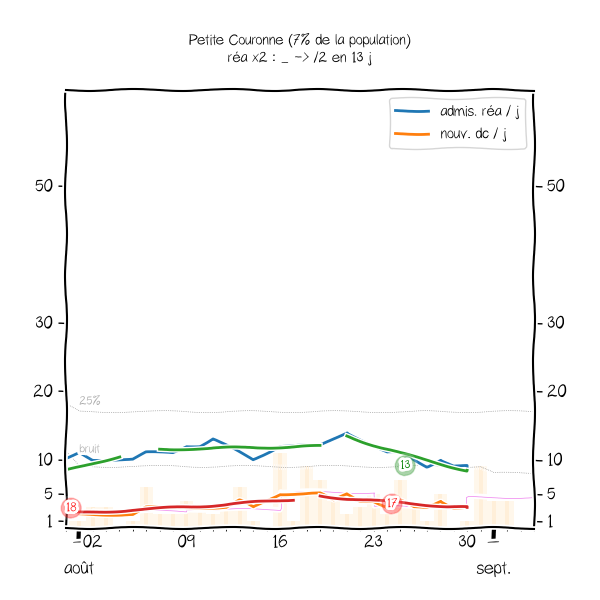 Petite Couronne (7% de la population)
réa x2 : _ -> /2 en 13 j
admis. réa / j
nouv. dc / j
50 50
30 30
20 20
25%
bruit
10 10
13
5 5
18 17
1 1
02 09 16 23 30
août sept.